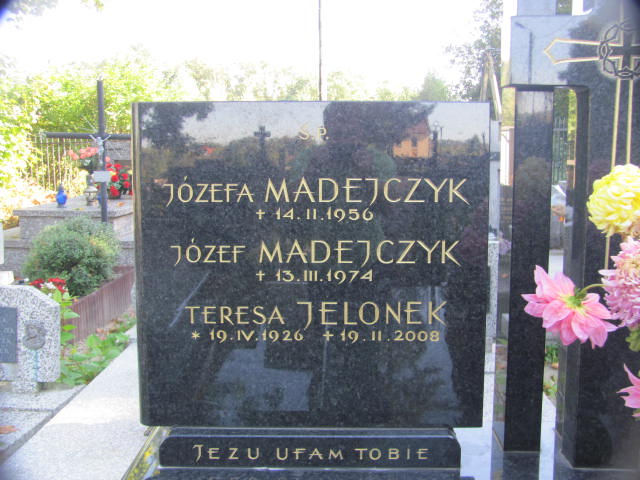 Ś.P.
JÓZEFA MADEJCZYK
✝ 14.II.1956
JÓZEF MADEJCZYK
✝ 13.III.1974
TERESA JELONEK
* 19.IV.1926 ✝ 19.II.2008
JEZU UFAM TOBIE